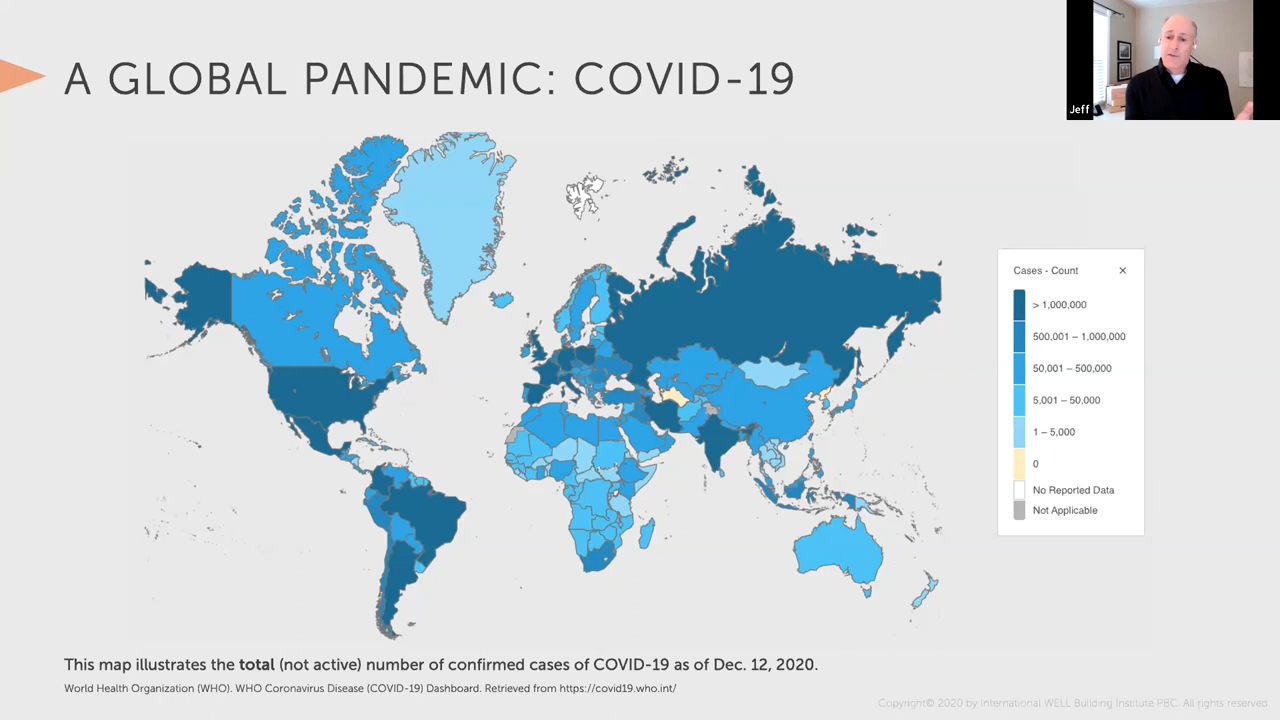 A GLOBAL PANDEMIC: COVID-19
Jeff
Cases - Count ×
> 1,000,000
500,001 – 1,000,000
50,001 – 500,000
5,001 – 50,000
1 – 5,000
0
No Reported Data
Not Applicable
This map illustrates the total (not active) number of confirmed cases of COVID-19 as of Dec. 12, 2020.
World Health Organization (WHO). WHO Coronavirus Disease (COVID-19) Dashboard. Retrieved from https://covid19.who.int/
Copyright© 2020 by International WELL Building Institute PBC. All rights reserved.